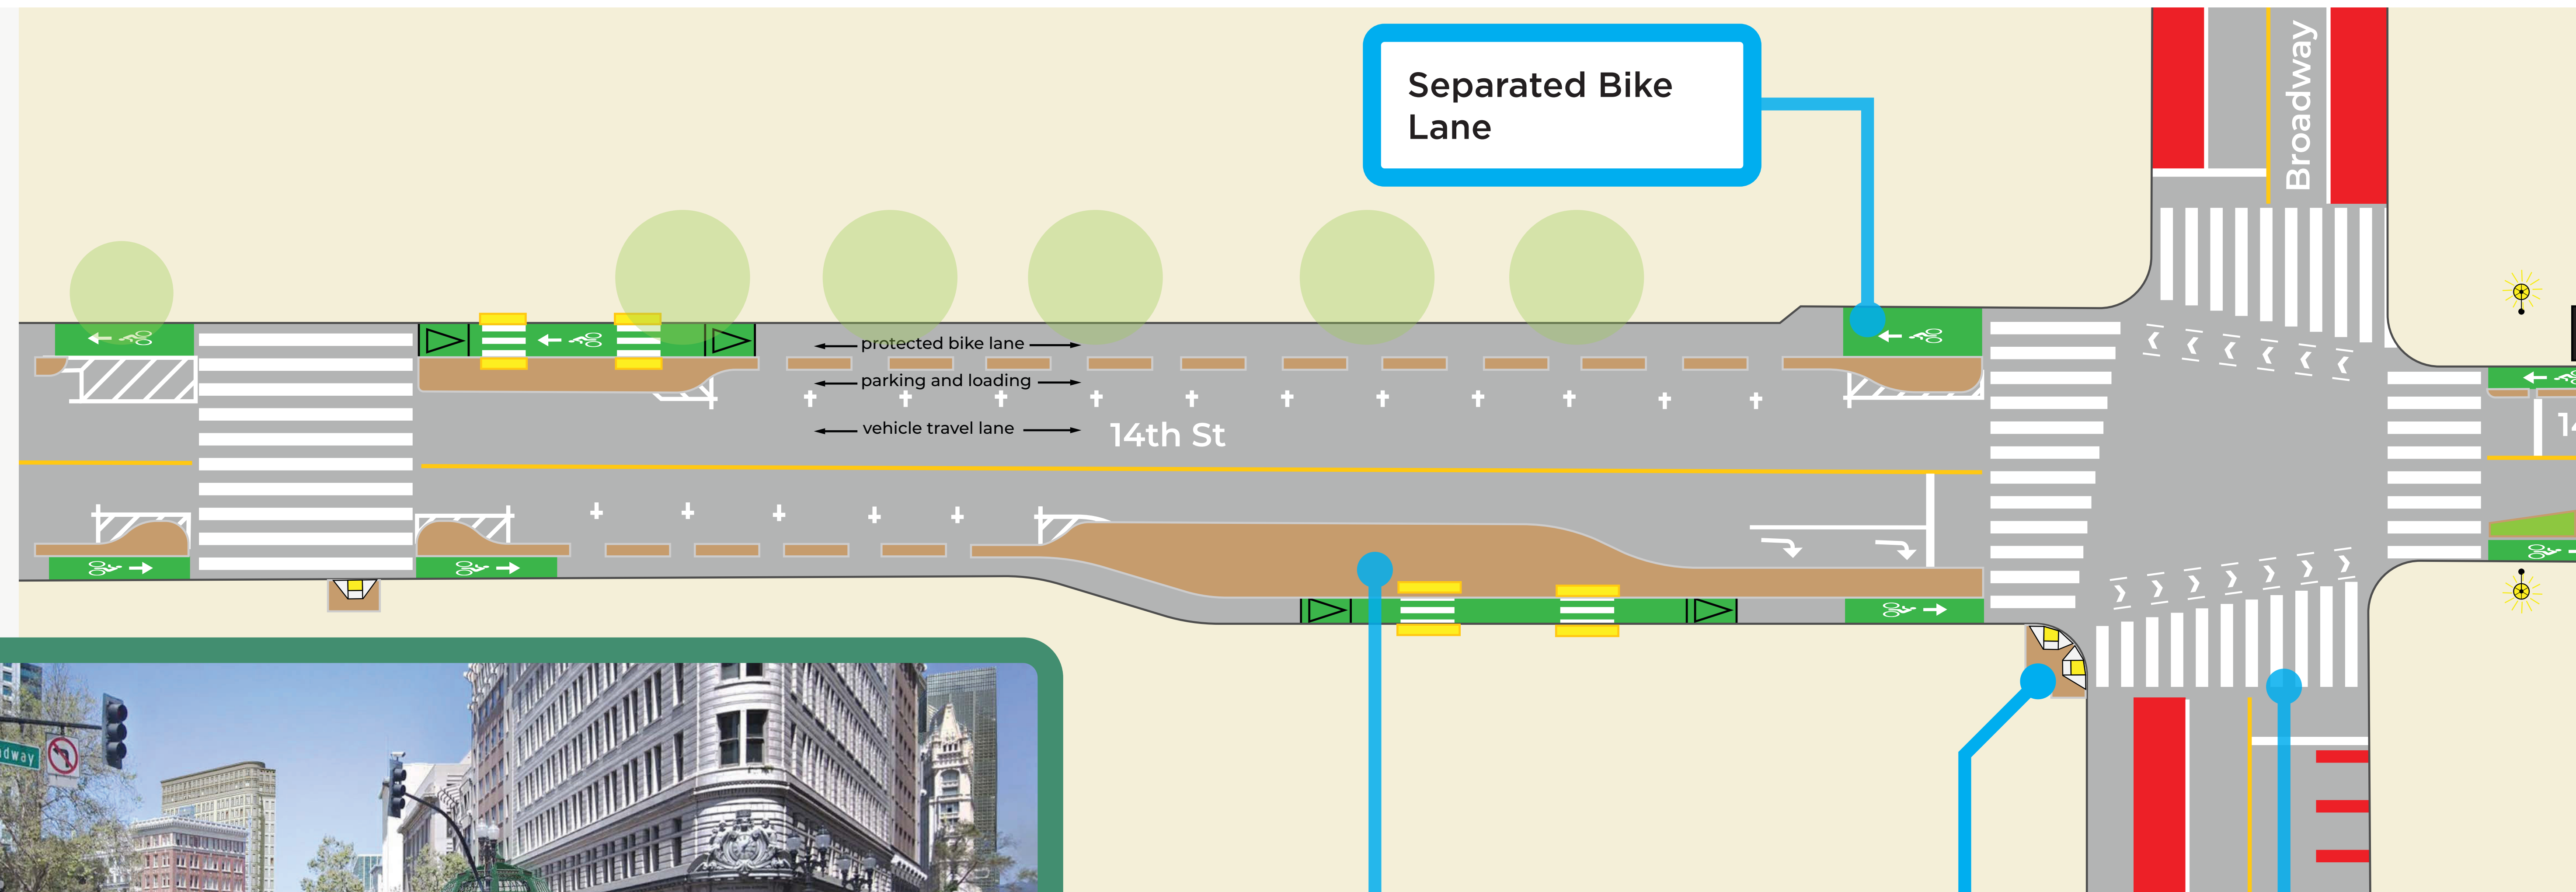 Separated Bike
Lane
Broadway
protected bike lane
parking and loading
vehicle travel lane
14th St